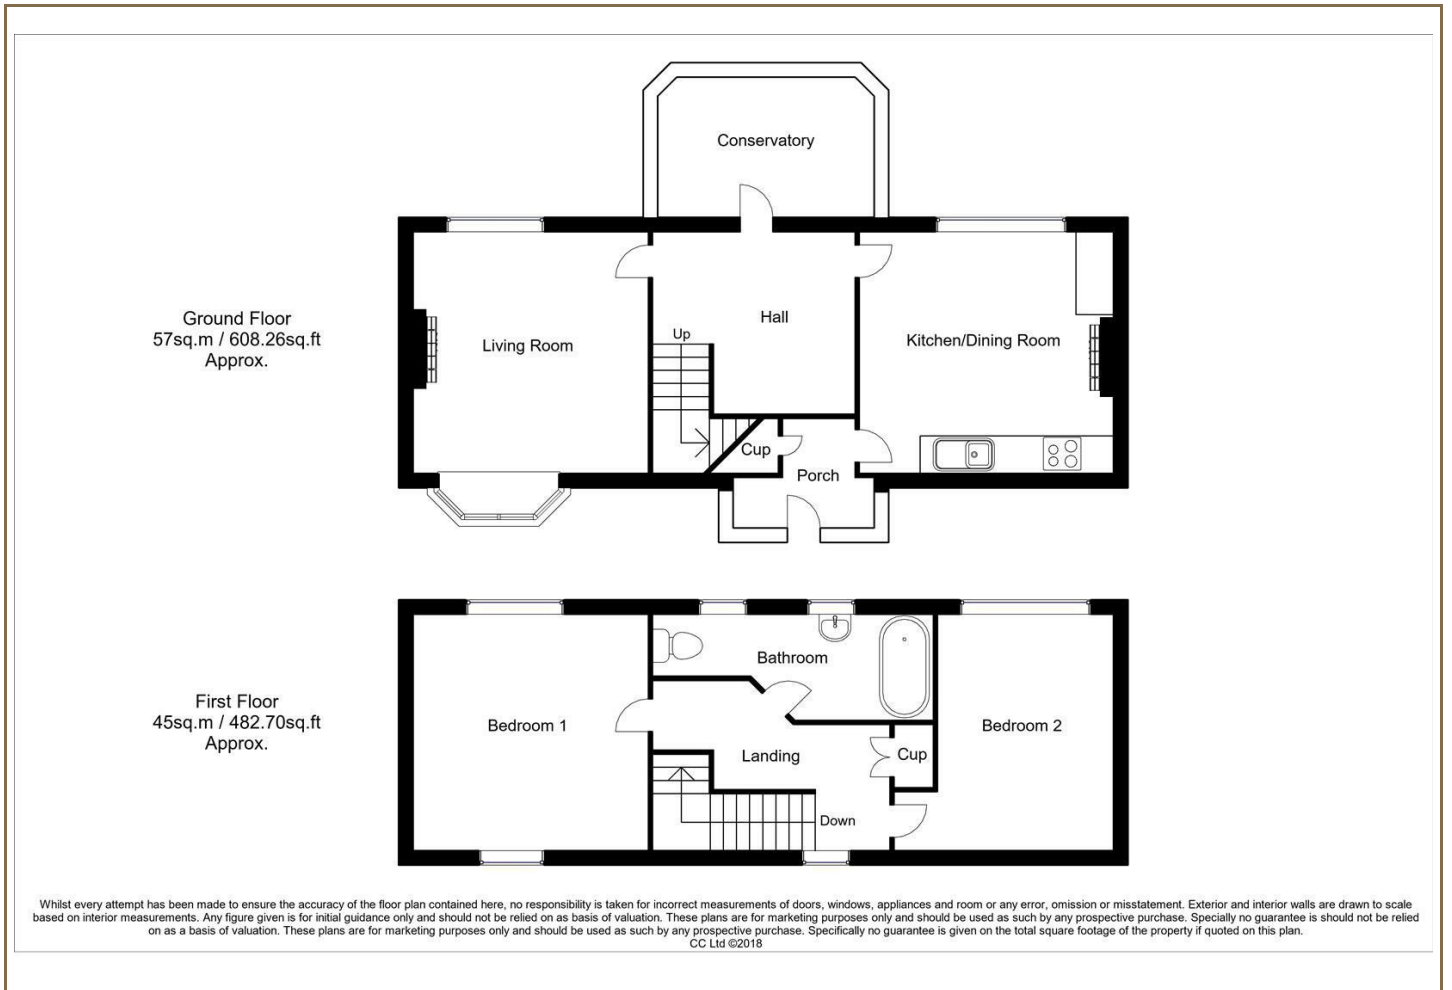 Conservatory
Ground Floor
57sq.m / 608.26sq.ft
Approx.
Living Room
Up
Hall
Kitchen/Dining Room
Cup
Porch
First Floor
45sq.m / 482.70sq.ft
Approx.
Bedroom 1
Bathroom
Landing
Down
Cup
Bedroom 2
Whilst every attempt has been made to ensure the accuracy of the floor plan contained here, no responsibility is taken for incorrect measurements of doors, windows, appliances and room or any error, omission or misstatement. Exterior and interior walls are drawn to scale
based on interior measurements. Any figure given is for initial guidance only and should not be relied on as basis of valuation. These plans are for marketing purposes only and should be used as such by any prospective purchase. Specially no guarantee is should not be relied
on as a basis of valuation. These plans are for marketing purposes only and should be used as such by any prospective purchase. Specifically no guarantee is given on the total square footage of the property if quoted on this plan.
CC Ltd ©2018